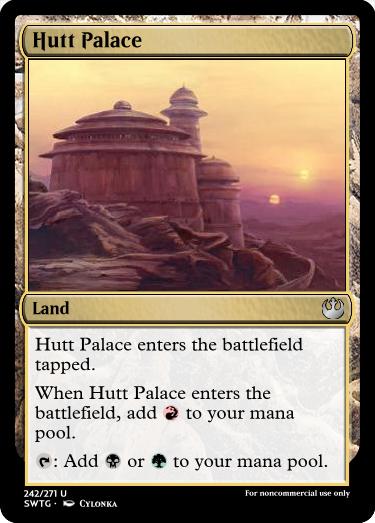 Hutt Palace
Land
Hutt Palace enters the battlefield
tapped.
When Hutt Palace enters the
battlefield, add to your mana
pool.
: Add or to your mana pool.
242/271 U
SWTG · Cylonka
For noncommercial use only